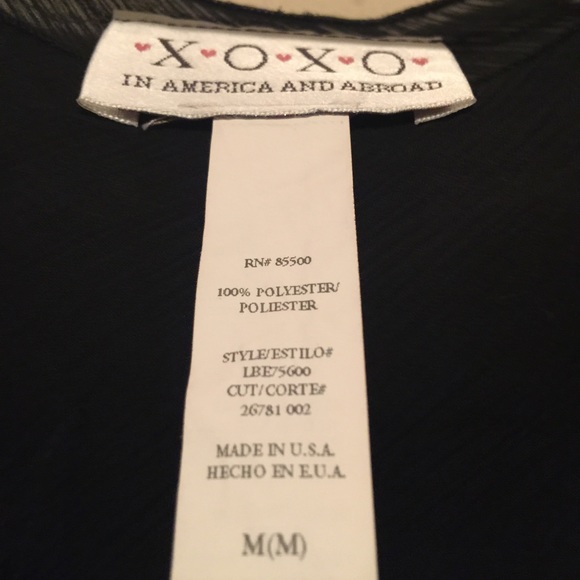 X•O•X•O
IN AMERICA AND ABROAD
RN# 85500
100% POLYESTER/
POLIESTER
STYLE/ESTILO#
LBE75600
CUT/CORTE#
26781 002
MADE IN U.S.A.
HECHO EN E.U.A.
M(M)